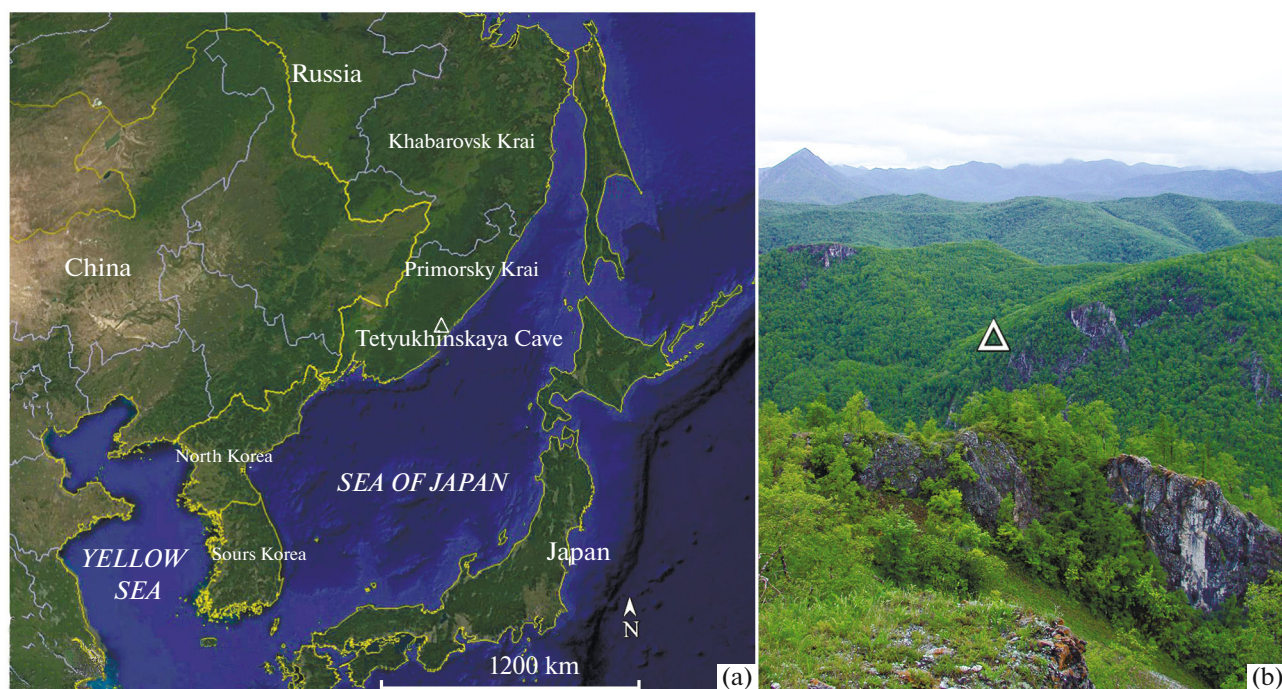 Russia
Khabarovsk Krai
China
Primorsky Krai
Tetyukhinskaya Cave
North Korea
SEA OF JAPAN
YELLOW
SEA
Sours Korea
Japan
N
1200 km
(a)
(b)